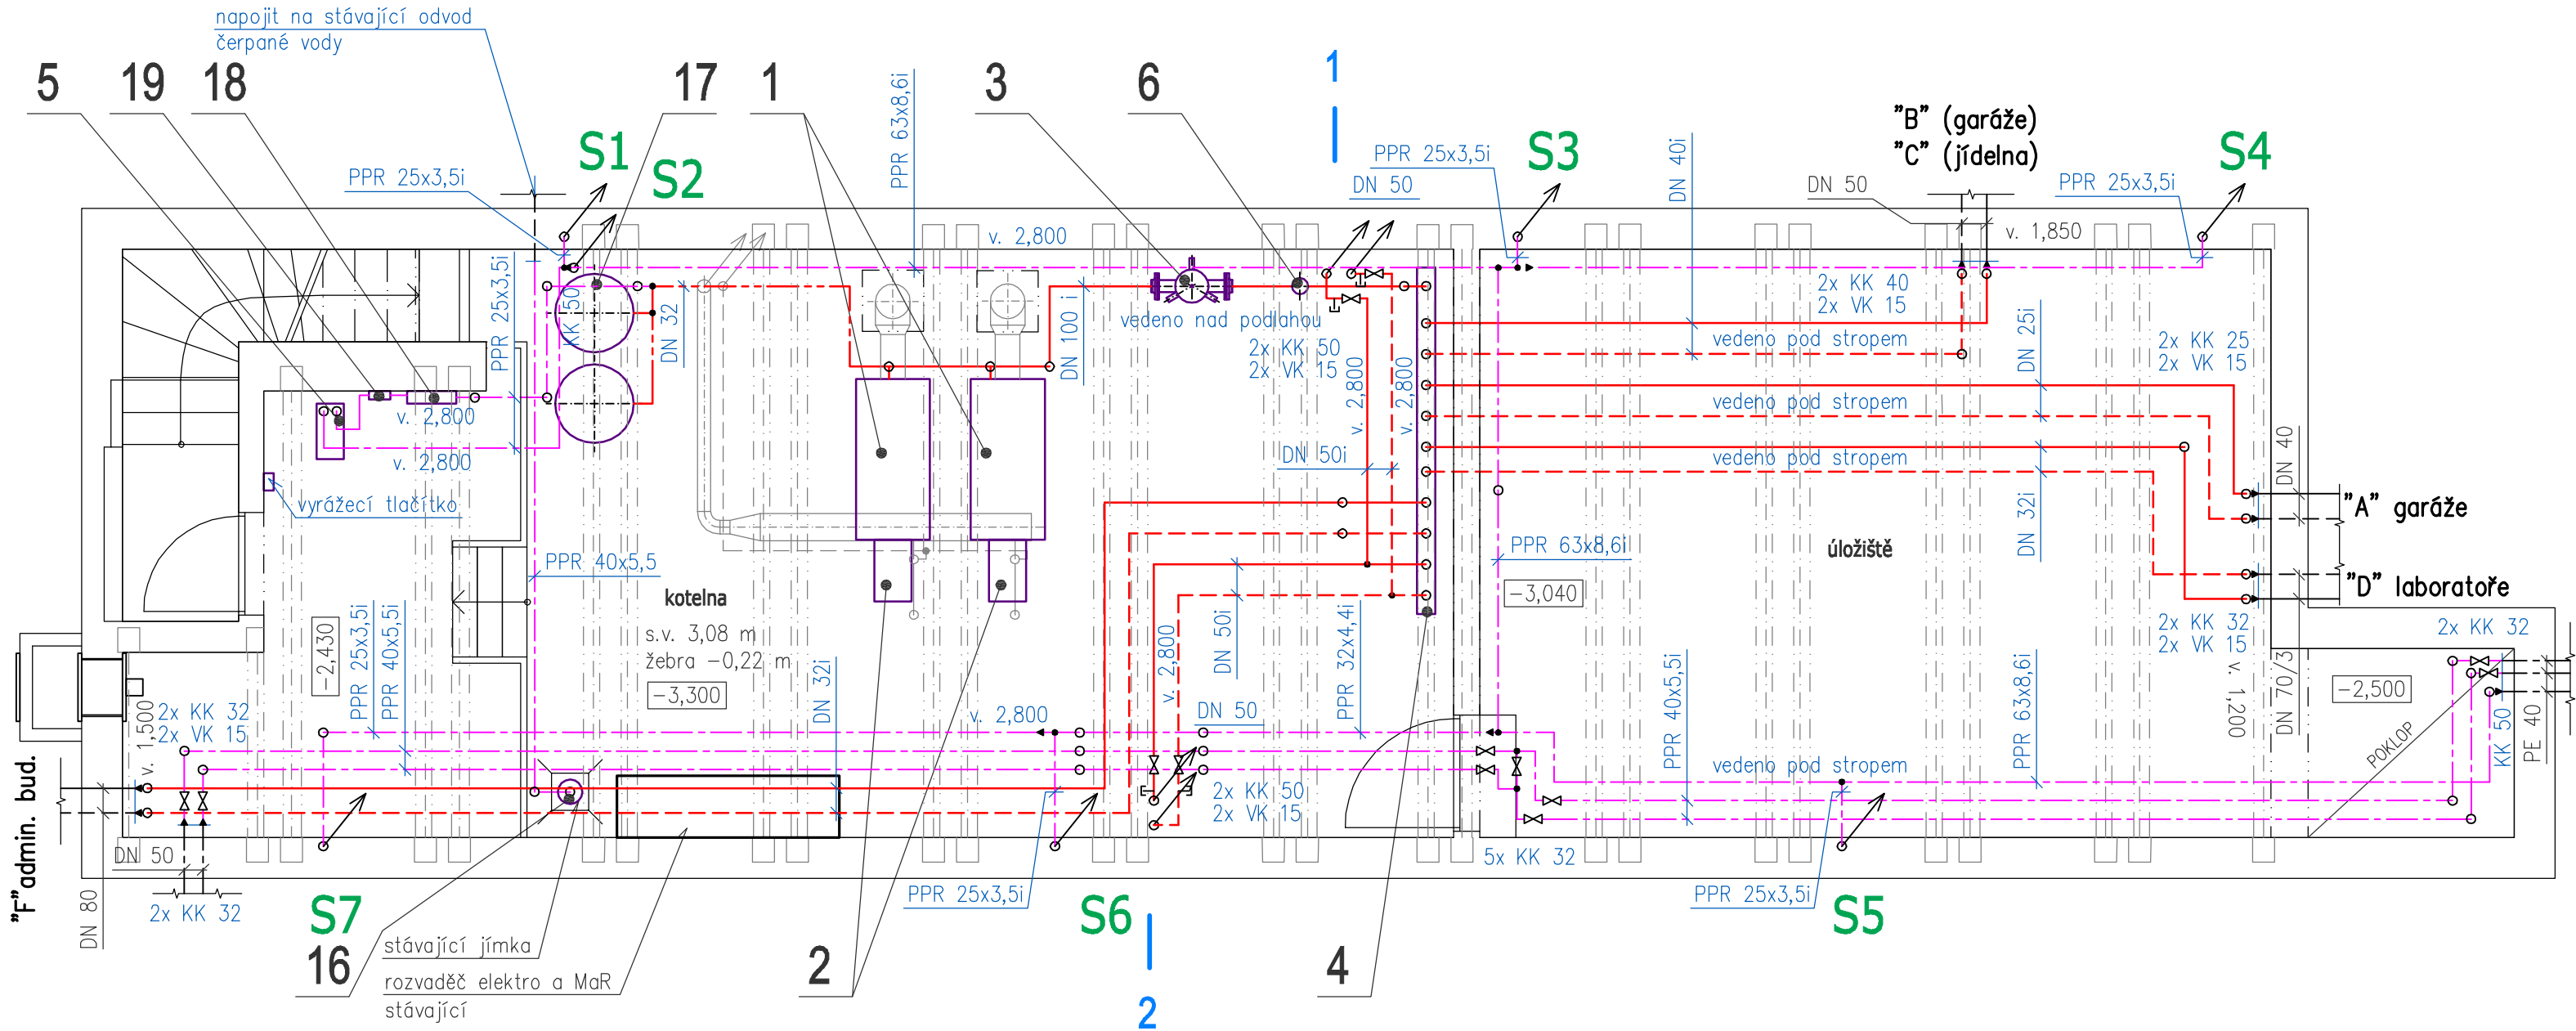 napojit na stávající odvod
čerpané vody
5
19
18
17
1
3
6
1
S1
S2
S3
S4
PPR 25x3,5i
PPR 63x8,6i
PPR 25x3,5i
DN 50
DN 40i
"B" (garáže)
"C" (jídelna)
DN 50
PPR 25x3,5i
v. 2,800
v. 1,850
PPR 25x3,5i
KK 50
DN 32
DN 100 i
vedeno nad podlahou
2x KK 50
2x VK 15
2x KK 40
2x VK 15
vedeno pod stropem
DN 25i
2x KK 25
2x VK 15
v. 2,800
v. 2,800
v. 2,800
v. 2,800
vedeno pod stropem
DN 50i
vedeno pod stropem
DN 40
vyrážecí tlačítko
"A" garáže
DN 32i
úložiště
PPR 40x5,5
PPR 63x8,6i
kotelna
-3,040
"D" laboratoře
s.v. 3,08 m
žebra -0,22 m
-3,300
-2,430
PPR 25x3,5i
PPR 40x5,5i
DN 32i
DN 50i
v. 2,800
PPR 32x4,4i
2x KK 32
2x VK 15
2x KK 32
v. 1,200
DN 70/3
-2,500
POKLOP
KK 50
PE 40
v. 1,500
2x KK 32
2x VK 15
v. 2,800
DN 50
PPR 40x5,5i
PPR 63x8,6i
vedeno pod stropem
2x KK 50
2x VK 15
"F"admin. bud.
DN 50
DN 80
2x KK 32
5x KK 32
PPR 25x3,5i
PPR 25x3,5i
S7
S6
S5
16
stávající jímka
rozvaděč elektro a MaR
stávající
2
4
2